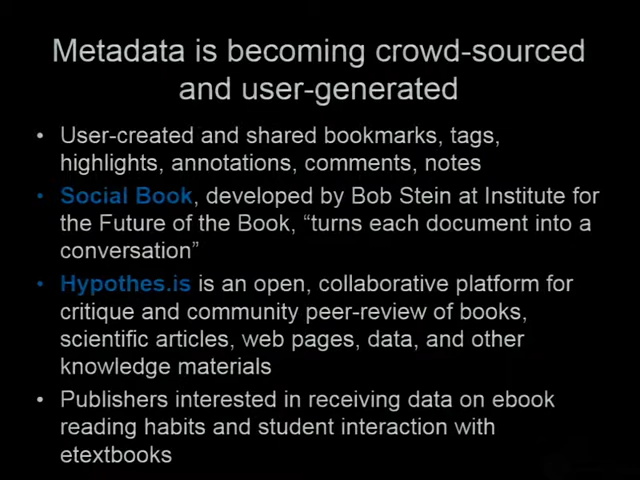 Metadata is becoming crowd-sourced
and user-generated
• User-created and shared bookmarks, tags,
highlights, annotations, comments, notes
• Social Book, developed by Bob Stein at Institute for
the Future of the Book, “turns each document into a
conversation”
• Hypothes.is is an open, collaborative platform for
critique and community peer-review of books,
scientific articles, web pages, data, and other
knowledge materials
• Publishers interested in receiving data on ebook
reading habits and student interaction with
etextbooks